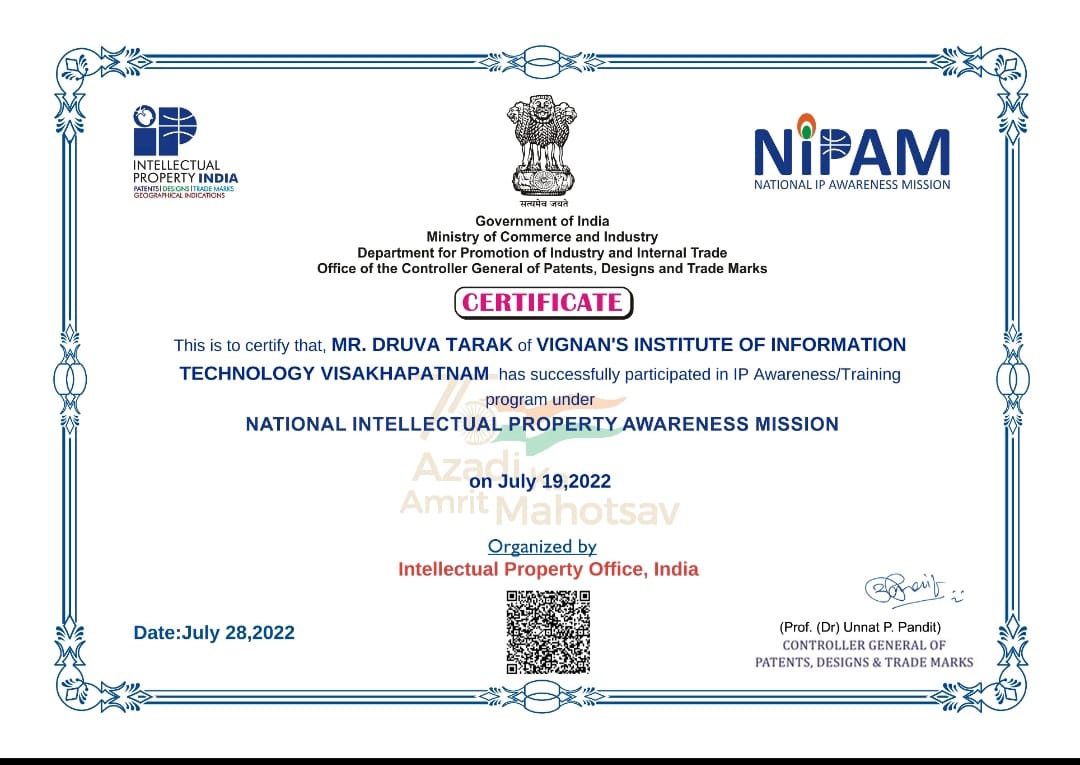 iP
INTELLECTUAL
PROPERTY INDIA
PATENTS | DESIGNS | TRADE MARKS
GEOGRAPHICAL INDICATIONS
सत्यमेव जयते
NiPAM
NATIONAL IP AWARENESS MISSION
Government of India
Ministry of Commerce and Industry
Department for Promotion of Industry and Internal Trade
Office of the Controller General of Patents, Designs and Trade Marks
CERTIFICATE
This is to certify that, MR. DRUVA TARAK of VIGNAN'S INSTITUTE OF INFORMATION
TECHNOLOGY VISAKHAPATNAM has successfully participated in IP Awareness/Training
program under
NATIONAL INTELLECTUAL PROPERTY AWARENESS MISSION
75
Azadi Ka
on July 19,2022
Amrit Mahotsav
Organized by
Intellectual Property Office, India
Date:July 28,2022
(Prof. (Dr) Unnat P. Pandit)
CONTROLLER GENERAL OF
PATENTS, DESIGNS & TRADE MARKS